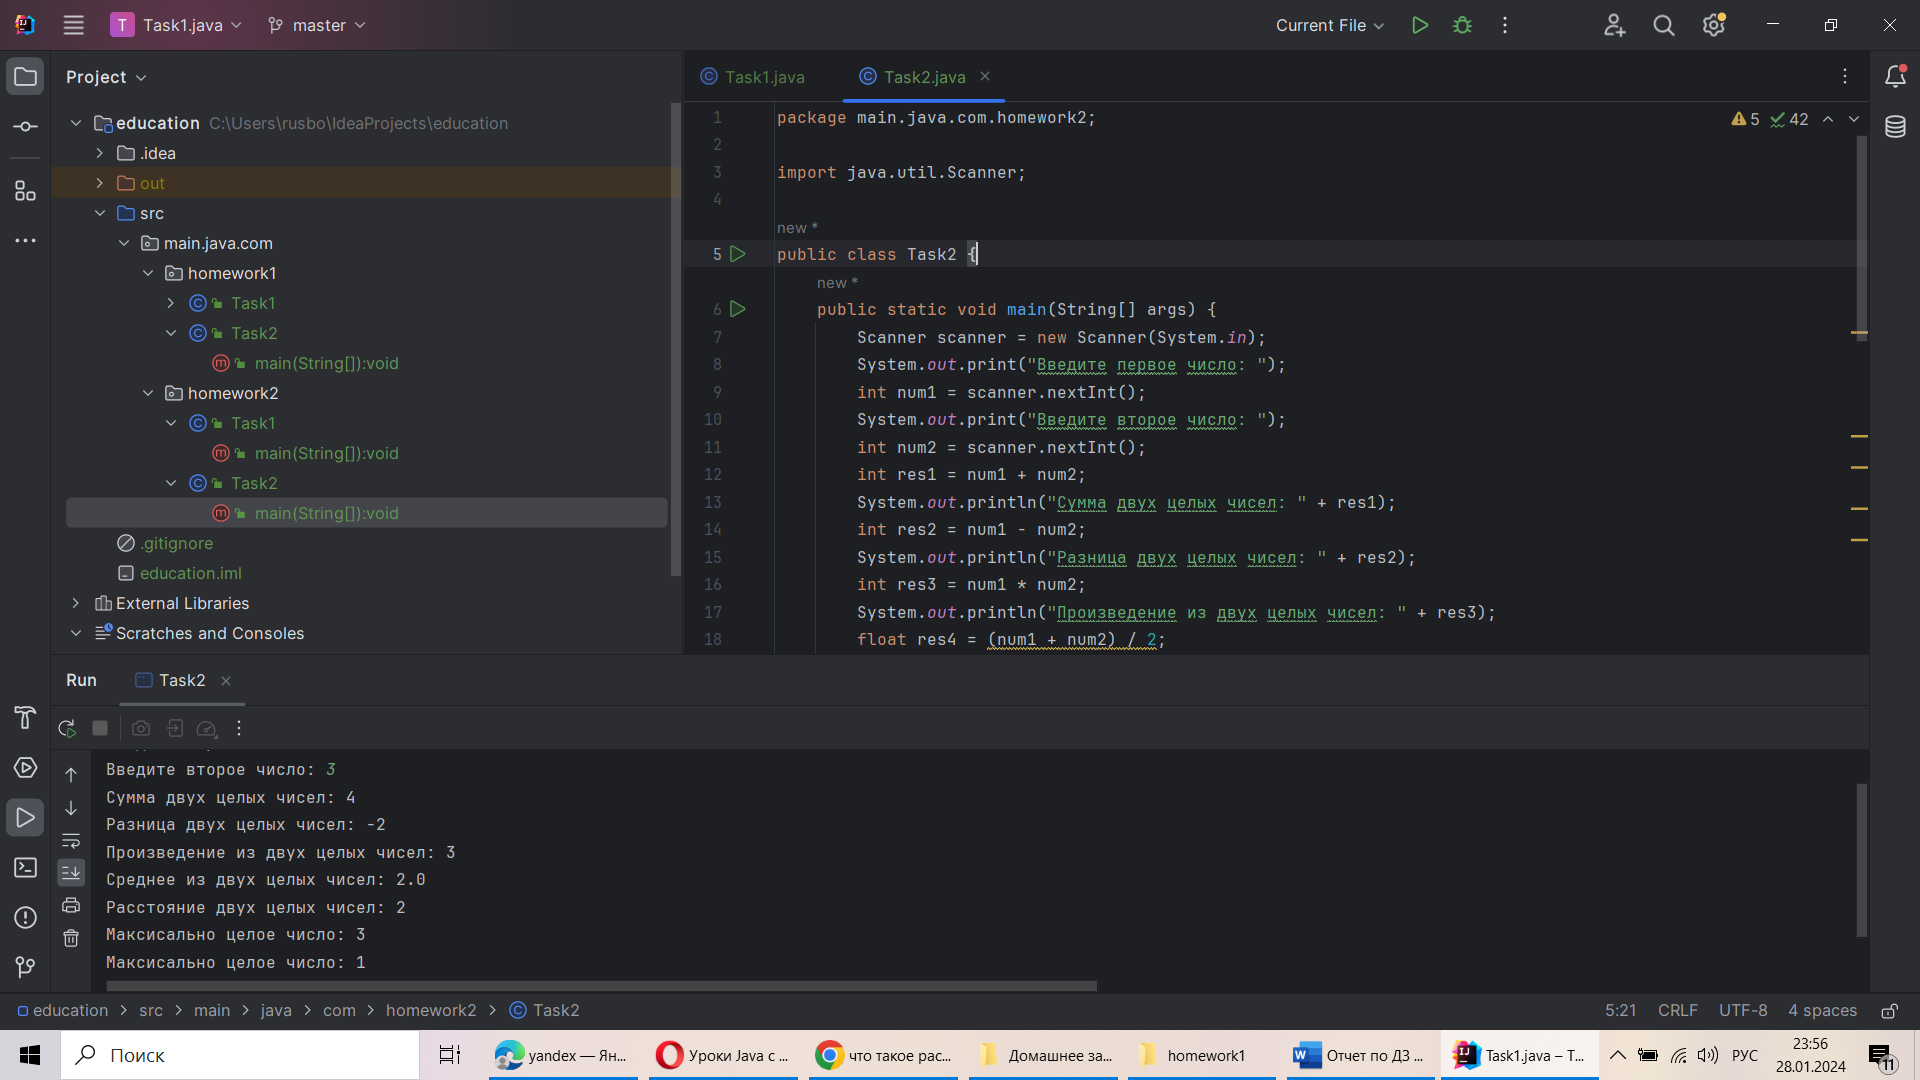 T Task1.java master Current File
Project
education C:\Users\rusbo\IdeaProjects\education
.idea
out
src
main.java.com
homework1
Task1
Task2
main(String[]):void
homework2
Task1
main(String[]):void
Task2
main(String[]):void
.gitignore
education.iml
External Libraries
Scratches and Consoles
Task1.java Task2.java
5 42
1 package main.java.com.homework2;
2
3 import java.util.Scanner;
4
new *
5 public class Task2 {
new *
6 public static void main(String[] args) {
7 Scanner scanner = new Scanner(System.in);
8 System.out.print("Введите первое число: ");
9 int num1 = scanner.nextInt();
10 System.out.print("Введите второе число: ");
11 int num2 = scanner.nextInt();
12 int res1 = num1 + num2;
13 System.out.println("Сумма двух целых чисел: " + res1);
14 int res2 = num1 - num2;
15 System.out.println("Разница двух целых чисел: " + res2);
16 int res3 = num1 * num2;
17 System.out.println("Произведение из двух целых чисел: " + res3);
18 float res4 = (num1 + num2) / 2;
Run Task2
Введите второе число: 3
Сумма двух целых чисел: 4
Разница двух целых чисел: -2
Произведение из двух целых чисел: 3
Среднее из двух целых чисел: 2.0
Расстояние двух целых чисел: 2
Максисально целое число: 3
Максисально целое число: 1
education > src > main > java > com > homework2 > Task2 5:21 CRLF UTF-8 4 spaces
Поиск
yandex — Ян...
Уроки Java с ...
что такое рас...
Домашнее за...
homework1
Отчет по ДЗ ...
Task1.java – T...
РУС
23:56
28.01.2024
11